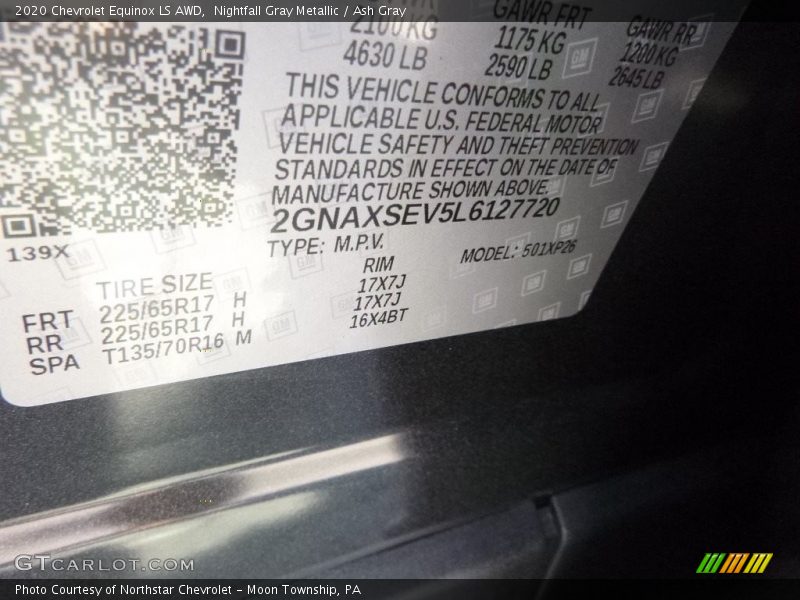 2020 Chevrolet Equinox LS AWD, Nightfall Gray Metallic / Ash Gray
2100 KG
4630 LB
GAWR FRT
1175 KG
2590 LB
GAWR RR
1200 KG
2645 LB
THIS VEHICLE CONFORMS TO ALL
APPLICABLE U.S. FEDERAL MOTOR
VEHICLE SAFETY AND THEFT PREVENTION
STANDARDS IN EFFECT ON THE DATE OF
MANUFACTURE SHOWN ABOVE.
2GNAXSEV5L6127720
139X
TYPE: M.P.V.
MODEL: 501XP26
TIRE SIZE RIM
FRT 225/65R17 H 17X7J
RR 225/65R17 H 17X7J
SPA T135/70R16 M 16X4BT
GTCARLOT.COM
Photo Courtesy of Northstar Chevrolet - Moon Township, PA